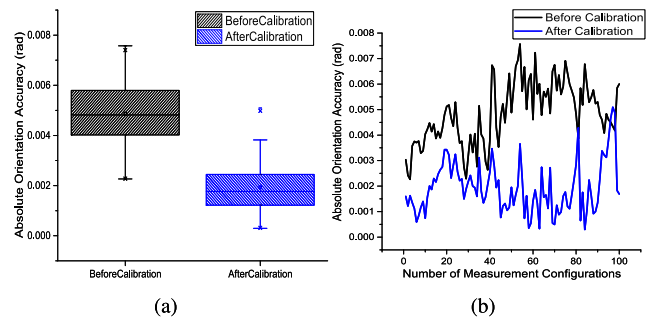 BeforeCalibration
AfterCalibration
Absolute Orientation Accuracy (rad)
0.008
0.006
0.004
0.002
0.000
BeforeCalibration
AfterCalibration
(a)
Before Calibration
After Calibration
Absolute Orientation Accuracy (rad)
0.008
0.007
0.006
0.005
0.004
0.003
0.002
0.001
0.000
0
20
40
60
80
100
Number of Measurement Configurations
(b)